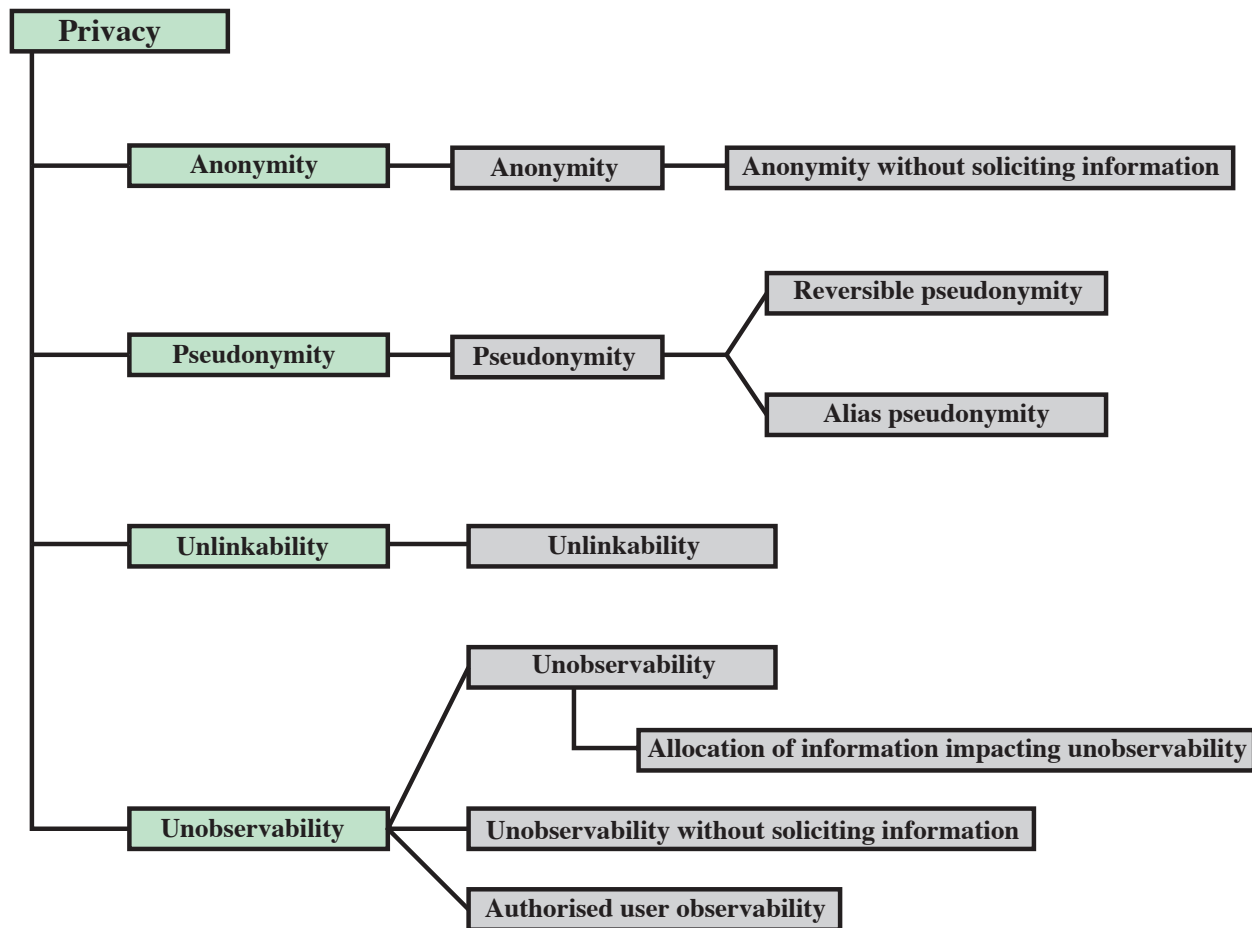 Privacy
Anonymity
Anonymity
Anonymity without soliciting information
Reversible pseudonymity
Pseudonymity
Pseudonymity
Alias pseudonymity
Unlinkability
Unlinkability
Unobservability
Allocation of information impacting unobservability
Unobservability
Unobservability without soliciting information
Authorised user observability